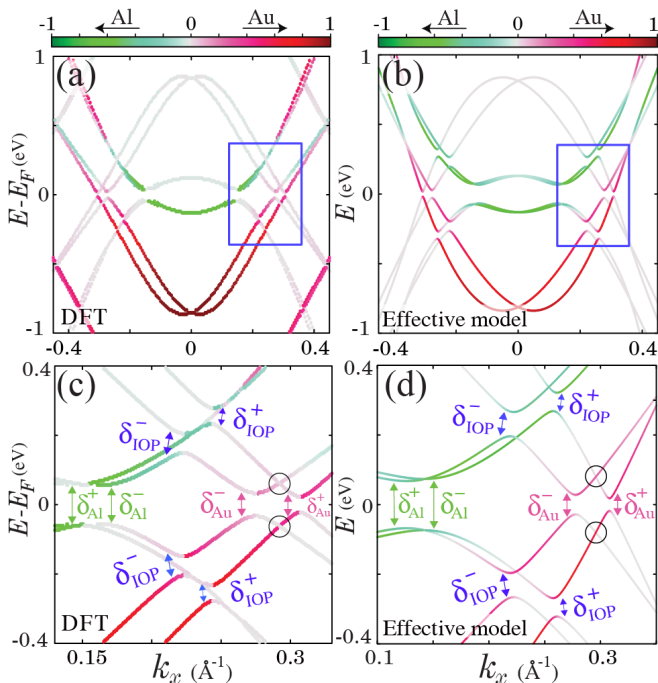 -1 Al Au 1 -1 Al Au 1
(a) (b)
E-E_F (eV) 1 0 -1 E (eV) 1 0 -1
DFT Effective model
-0.4 0 0.4 -0.4 0 0.4
(c) (d)
E-E_F (eV) 0.4 0 -0.4 E (eV) 0.4 0 -0.4
δ⁻_IOP δ⁺_IOP δ⁻_IOP δ⁺_IOP
δ⁺_Al δ⁻_Al δ⁻_Au δ⁺_Au δ⁺_Al δ⁻_Al δ⁻_Au δ⁺_Au
δ⁻_IOP δ⁺_IOP δ⁻_IOP δ⁺_IOP
DFT Effective model
0.15 0.3 0.1 0.3
k_x (Å⁻¹) k_x (Å⁻¹)